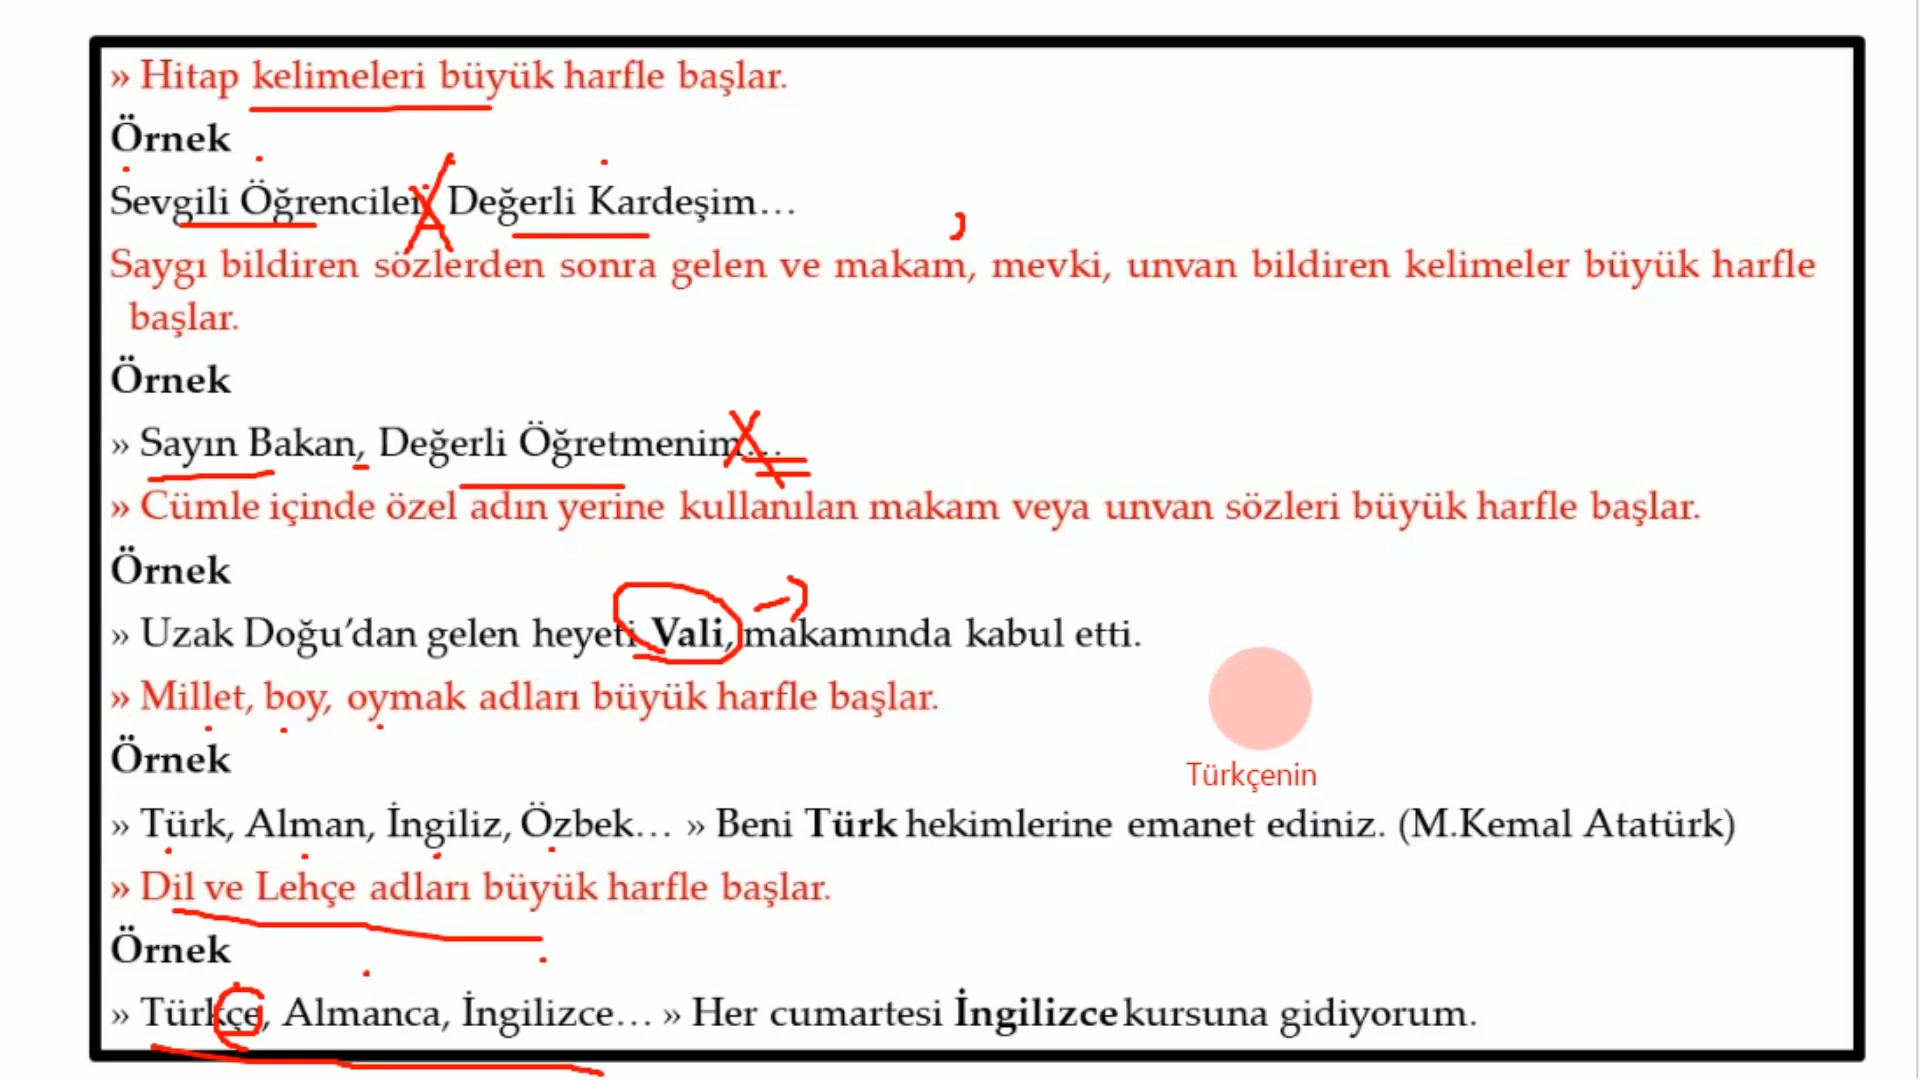 » Hitap kelimeleri büyük harfle başlar.
Örnek
Sevgili Öğrenciler, Değerli Kardeşim…
Saygı bildiren sözlerden sonra gelen ve makam, mevki, unvan bildiren kelimeler büyük harfle
başlar.
Örnek
» Sayın Bakan, Değerli Öğretmenim…
» Cümle içinde özel adın yerine kullanılan makam veya unvan sözleri büyük harfle başlar.
Örnek
» Uzak Doğu’dan gelen heyeti Vali, makamında kabul etti.
» Millet, boy, oymak adları büyük harfle başlar.
Örnek
Türkçenin
» Türk, Alman, İngiliz, Özbek… » Beni Türk hekimlerine emanet ediniz. (M.Kemal Atatürk)
» Dil ve Lehçe adları büyük harfle başlar.
Örnek
» Türkçe, Almanca, İngilizce… » Her cumartesi İngilizce kursuna gidiyorum.